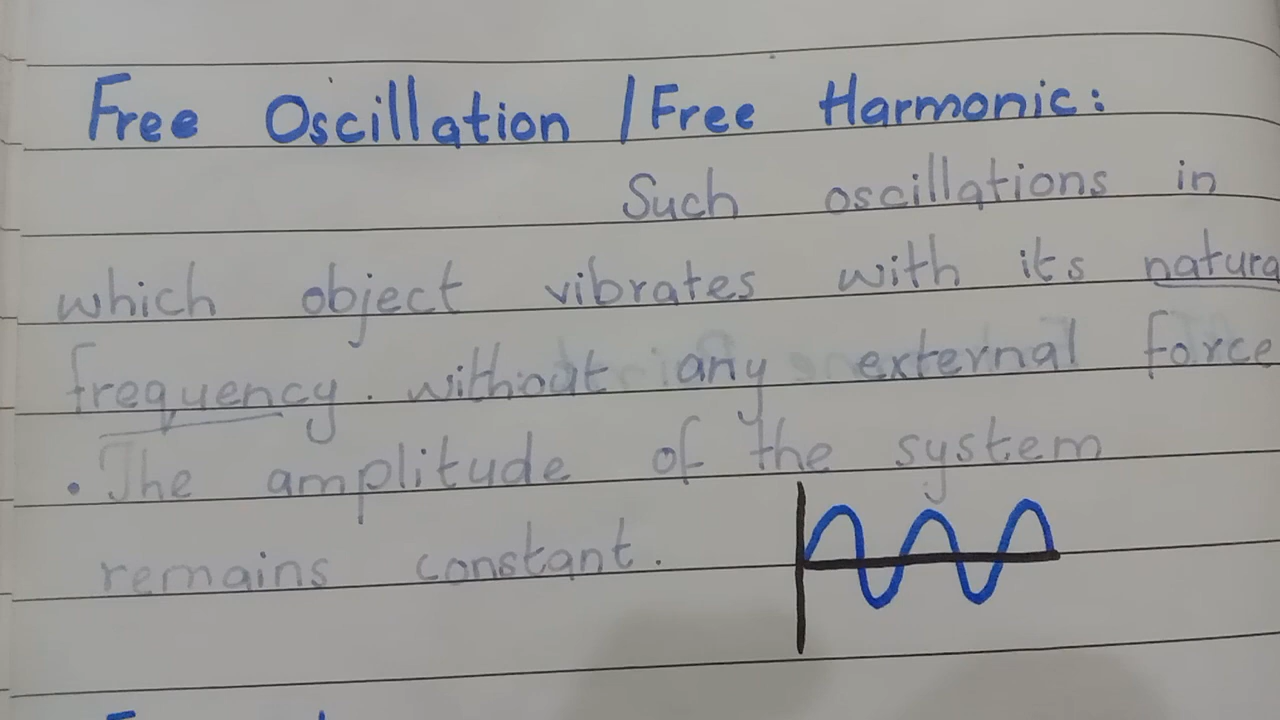 Free Oscillation / Free Harmonic:
Such oscillations in
which object vibrates with its natura
frequency. without any external force
• The amplitude of the system
remains constant.